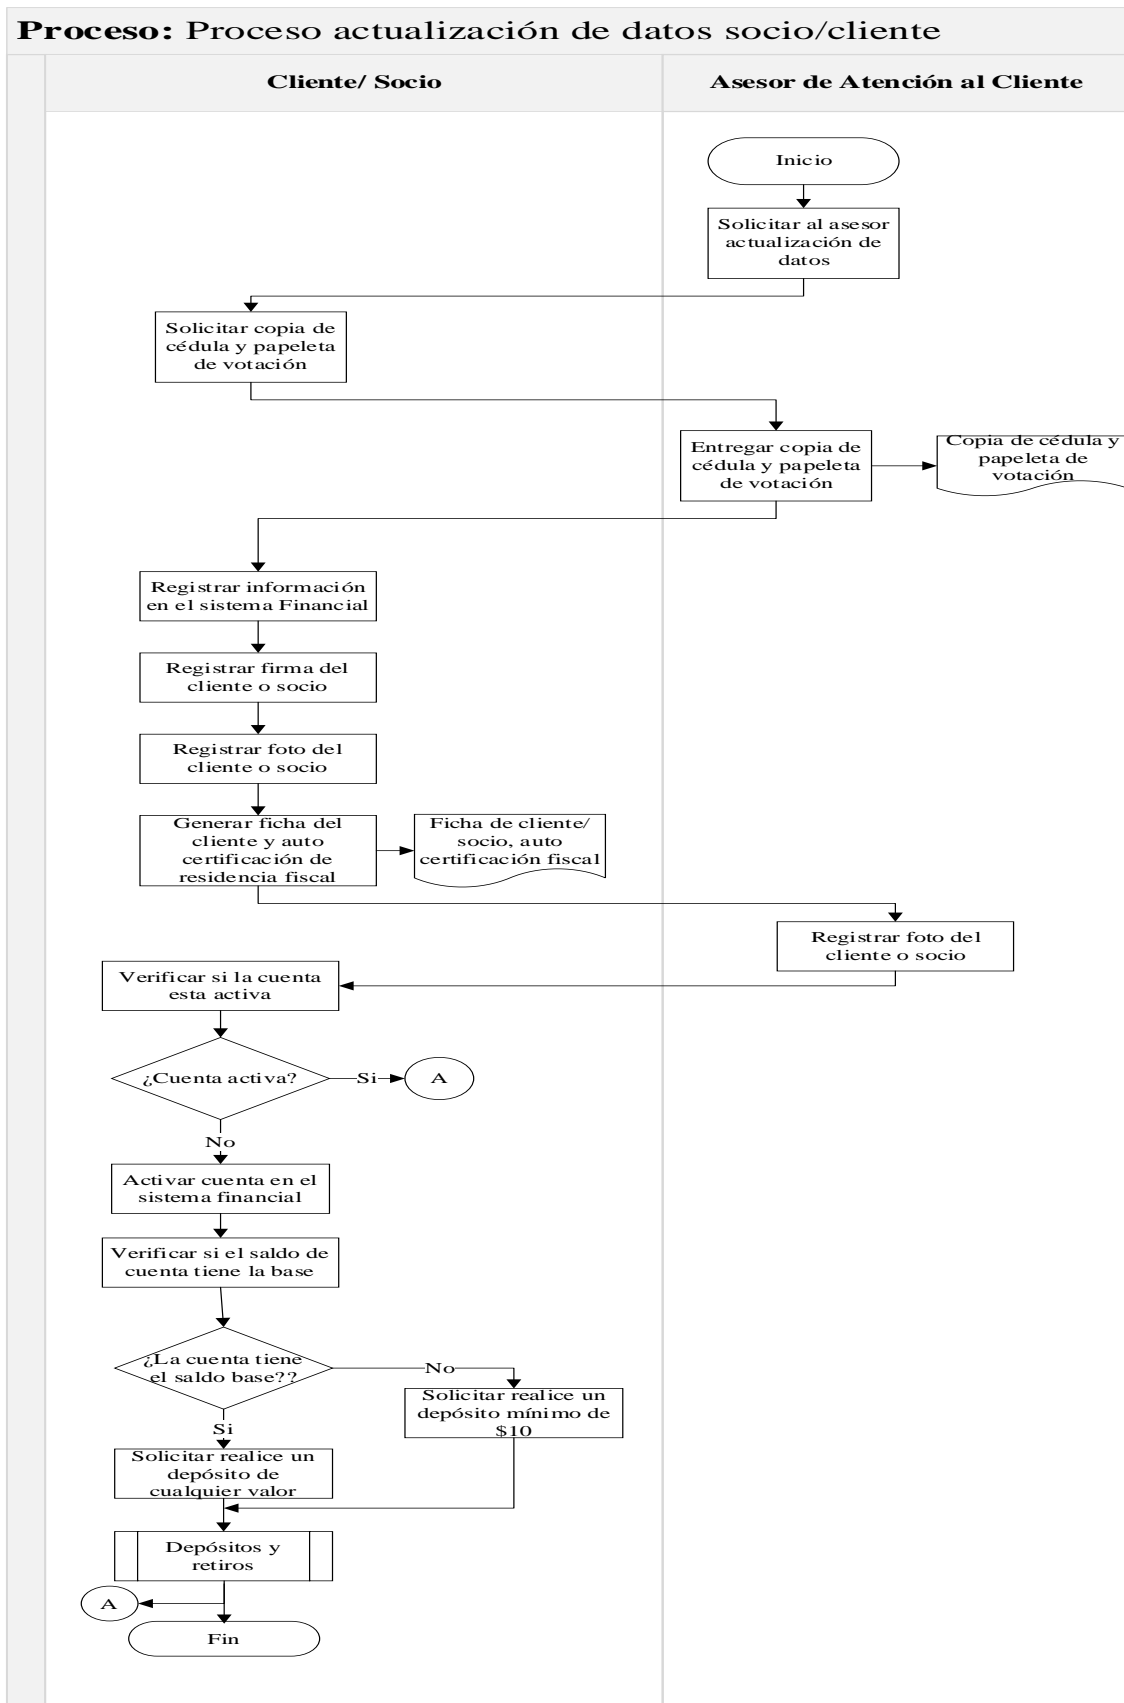 Proceso: Proceso actualización de datos socio/cliente
Cliente/ Socio
Asesor de Atención al Cliente
Inicio
Solicitar al asesor
actualización de
datos
Solicitar copia de
cédula y papeleta
de votación
Entregar copia de
cédula y papeleta
de votación
Copia de cédula y
papeleta de
votación
Registrar información
en el sistema Financial
Registrar firma del
cliente o socio
Registrar foto del
cliente o socio
Generar ficha del
cliente y auto
certificación de
residencia fiscal
Ficha de cliente/
socio, auto
certificación fiscal
Registrar foto del
cliente o socio
Verificar si la cuenta
esta activa
¿Cuenta activa?
Si
A
No
Activar cuenta en el
sistema financial
Verificar si el saldo de
cuenta tiene la base
¿La cuenta tiene
el saldo base??
No
Solicitar realice un
depósito mínimo de
$10
Si
Solicitar realice un
depósito de
cualquier valor
Depósitos y
retiros
A
Fin